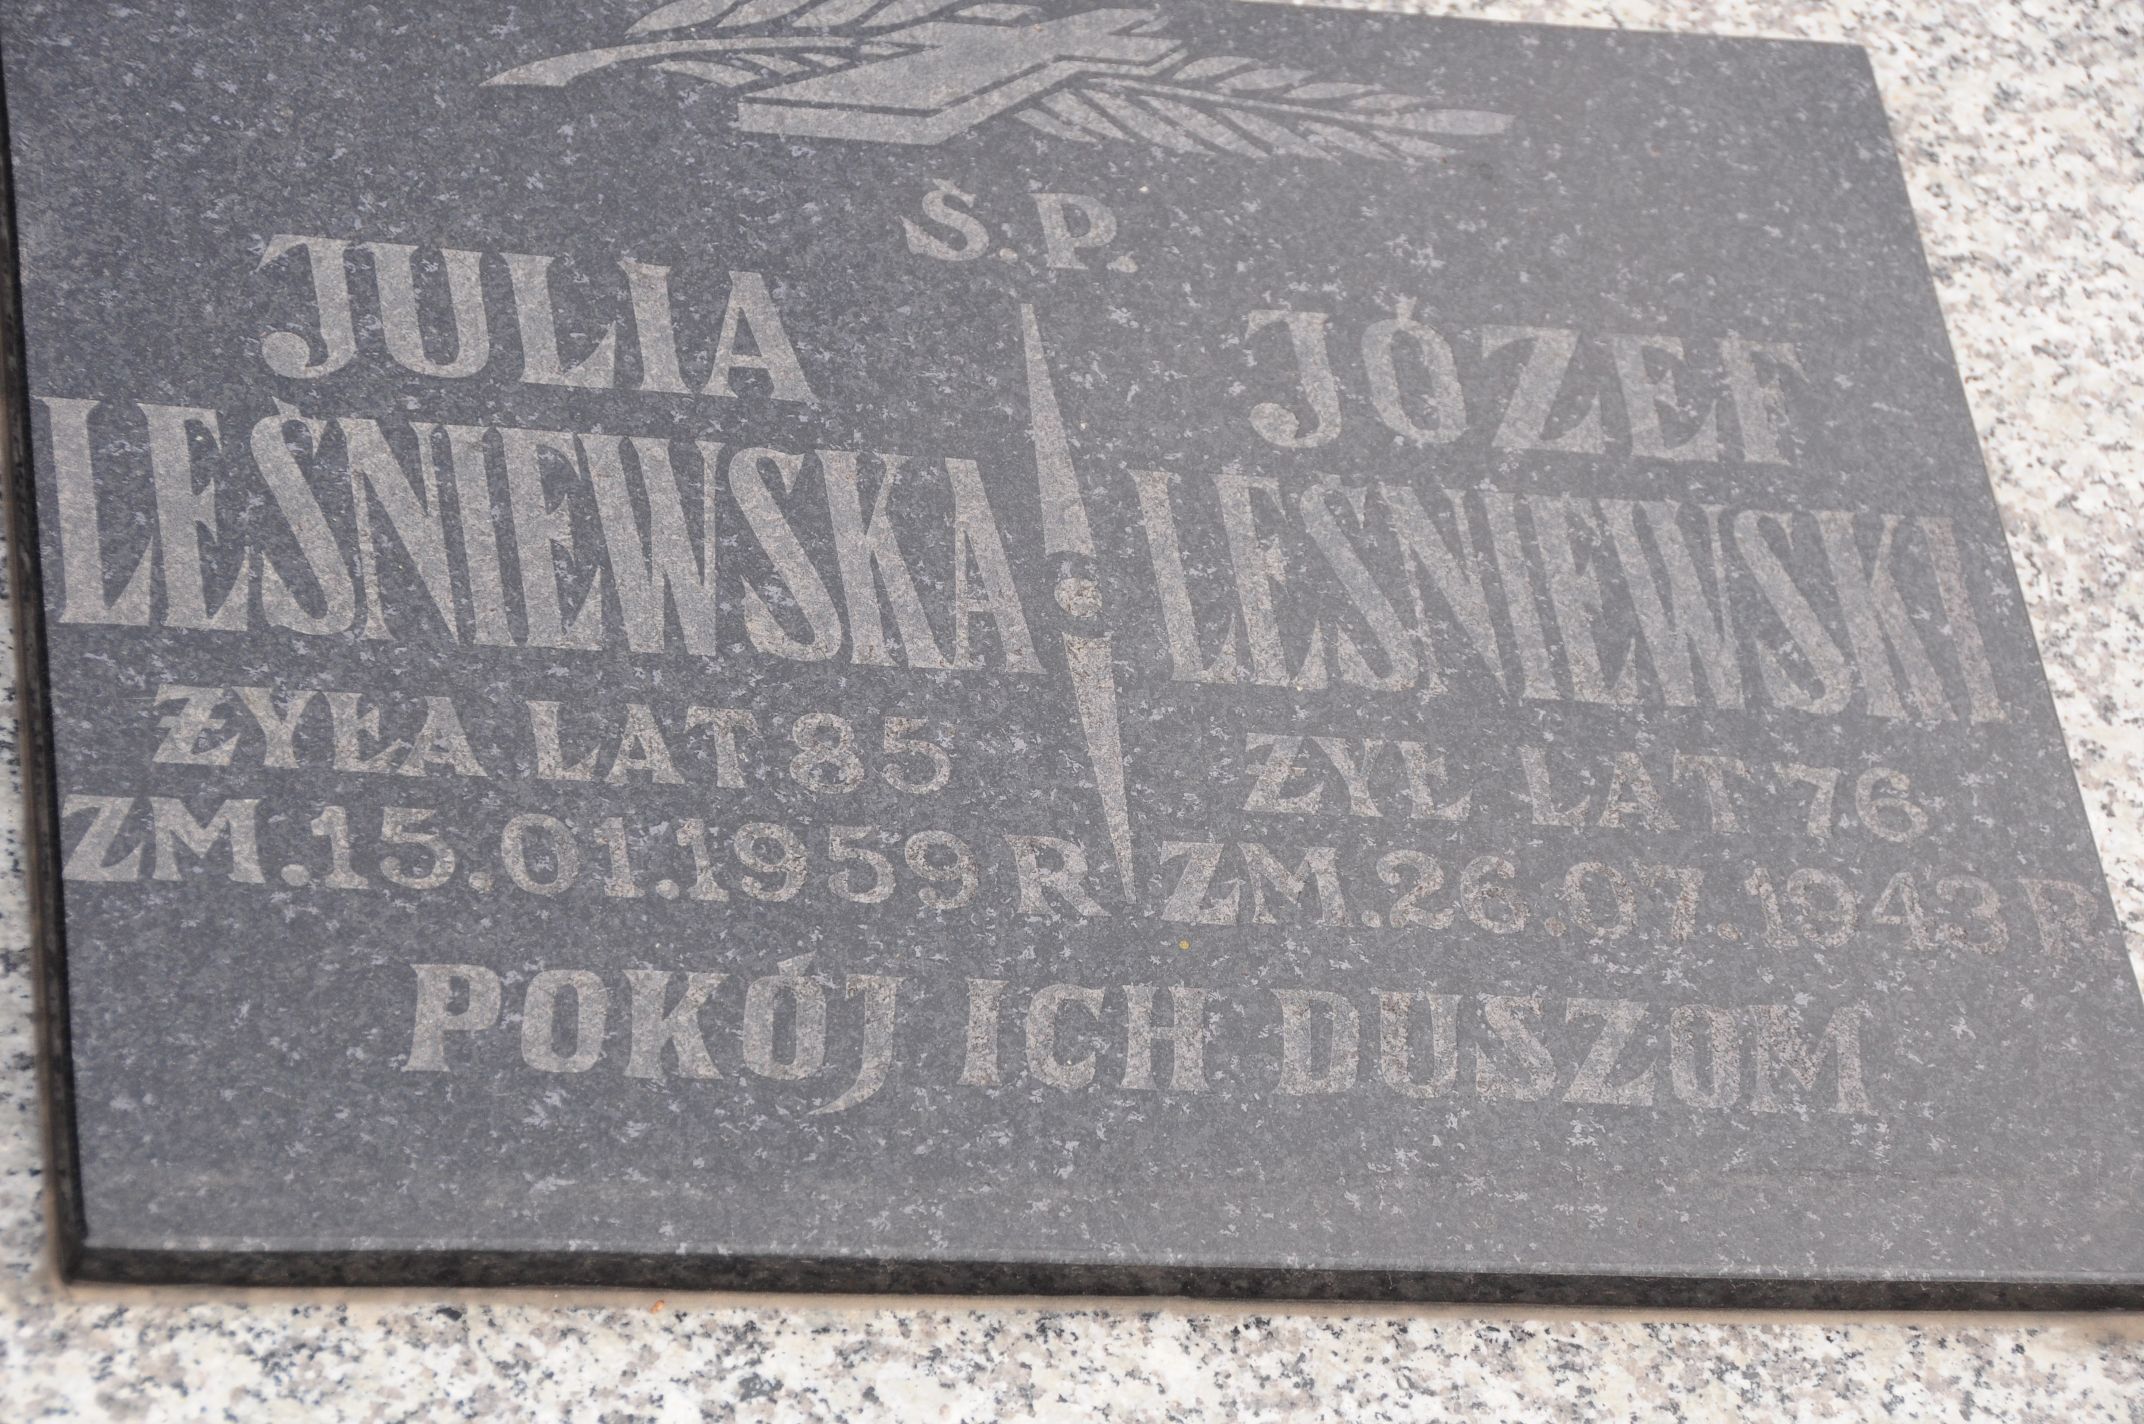 Ś.P.
JULIA
LEŚNIEWSKA
ŻYŁA LAT 85
ZM.15.01.1959 R
JÓZEF
LEŚNIEWSKI
ŻYŁ LAT 76
ZM.26.07.1943 R
POKÓJ ICH DUSZOM